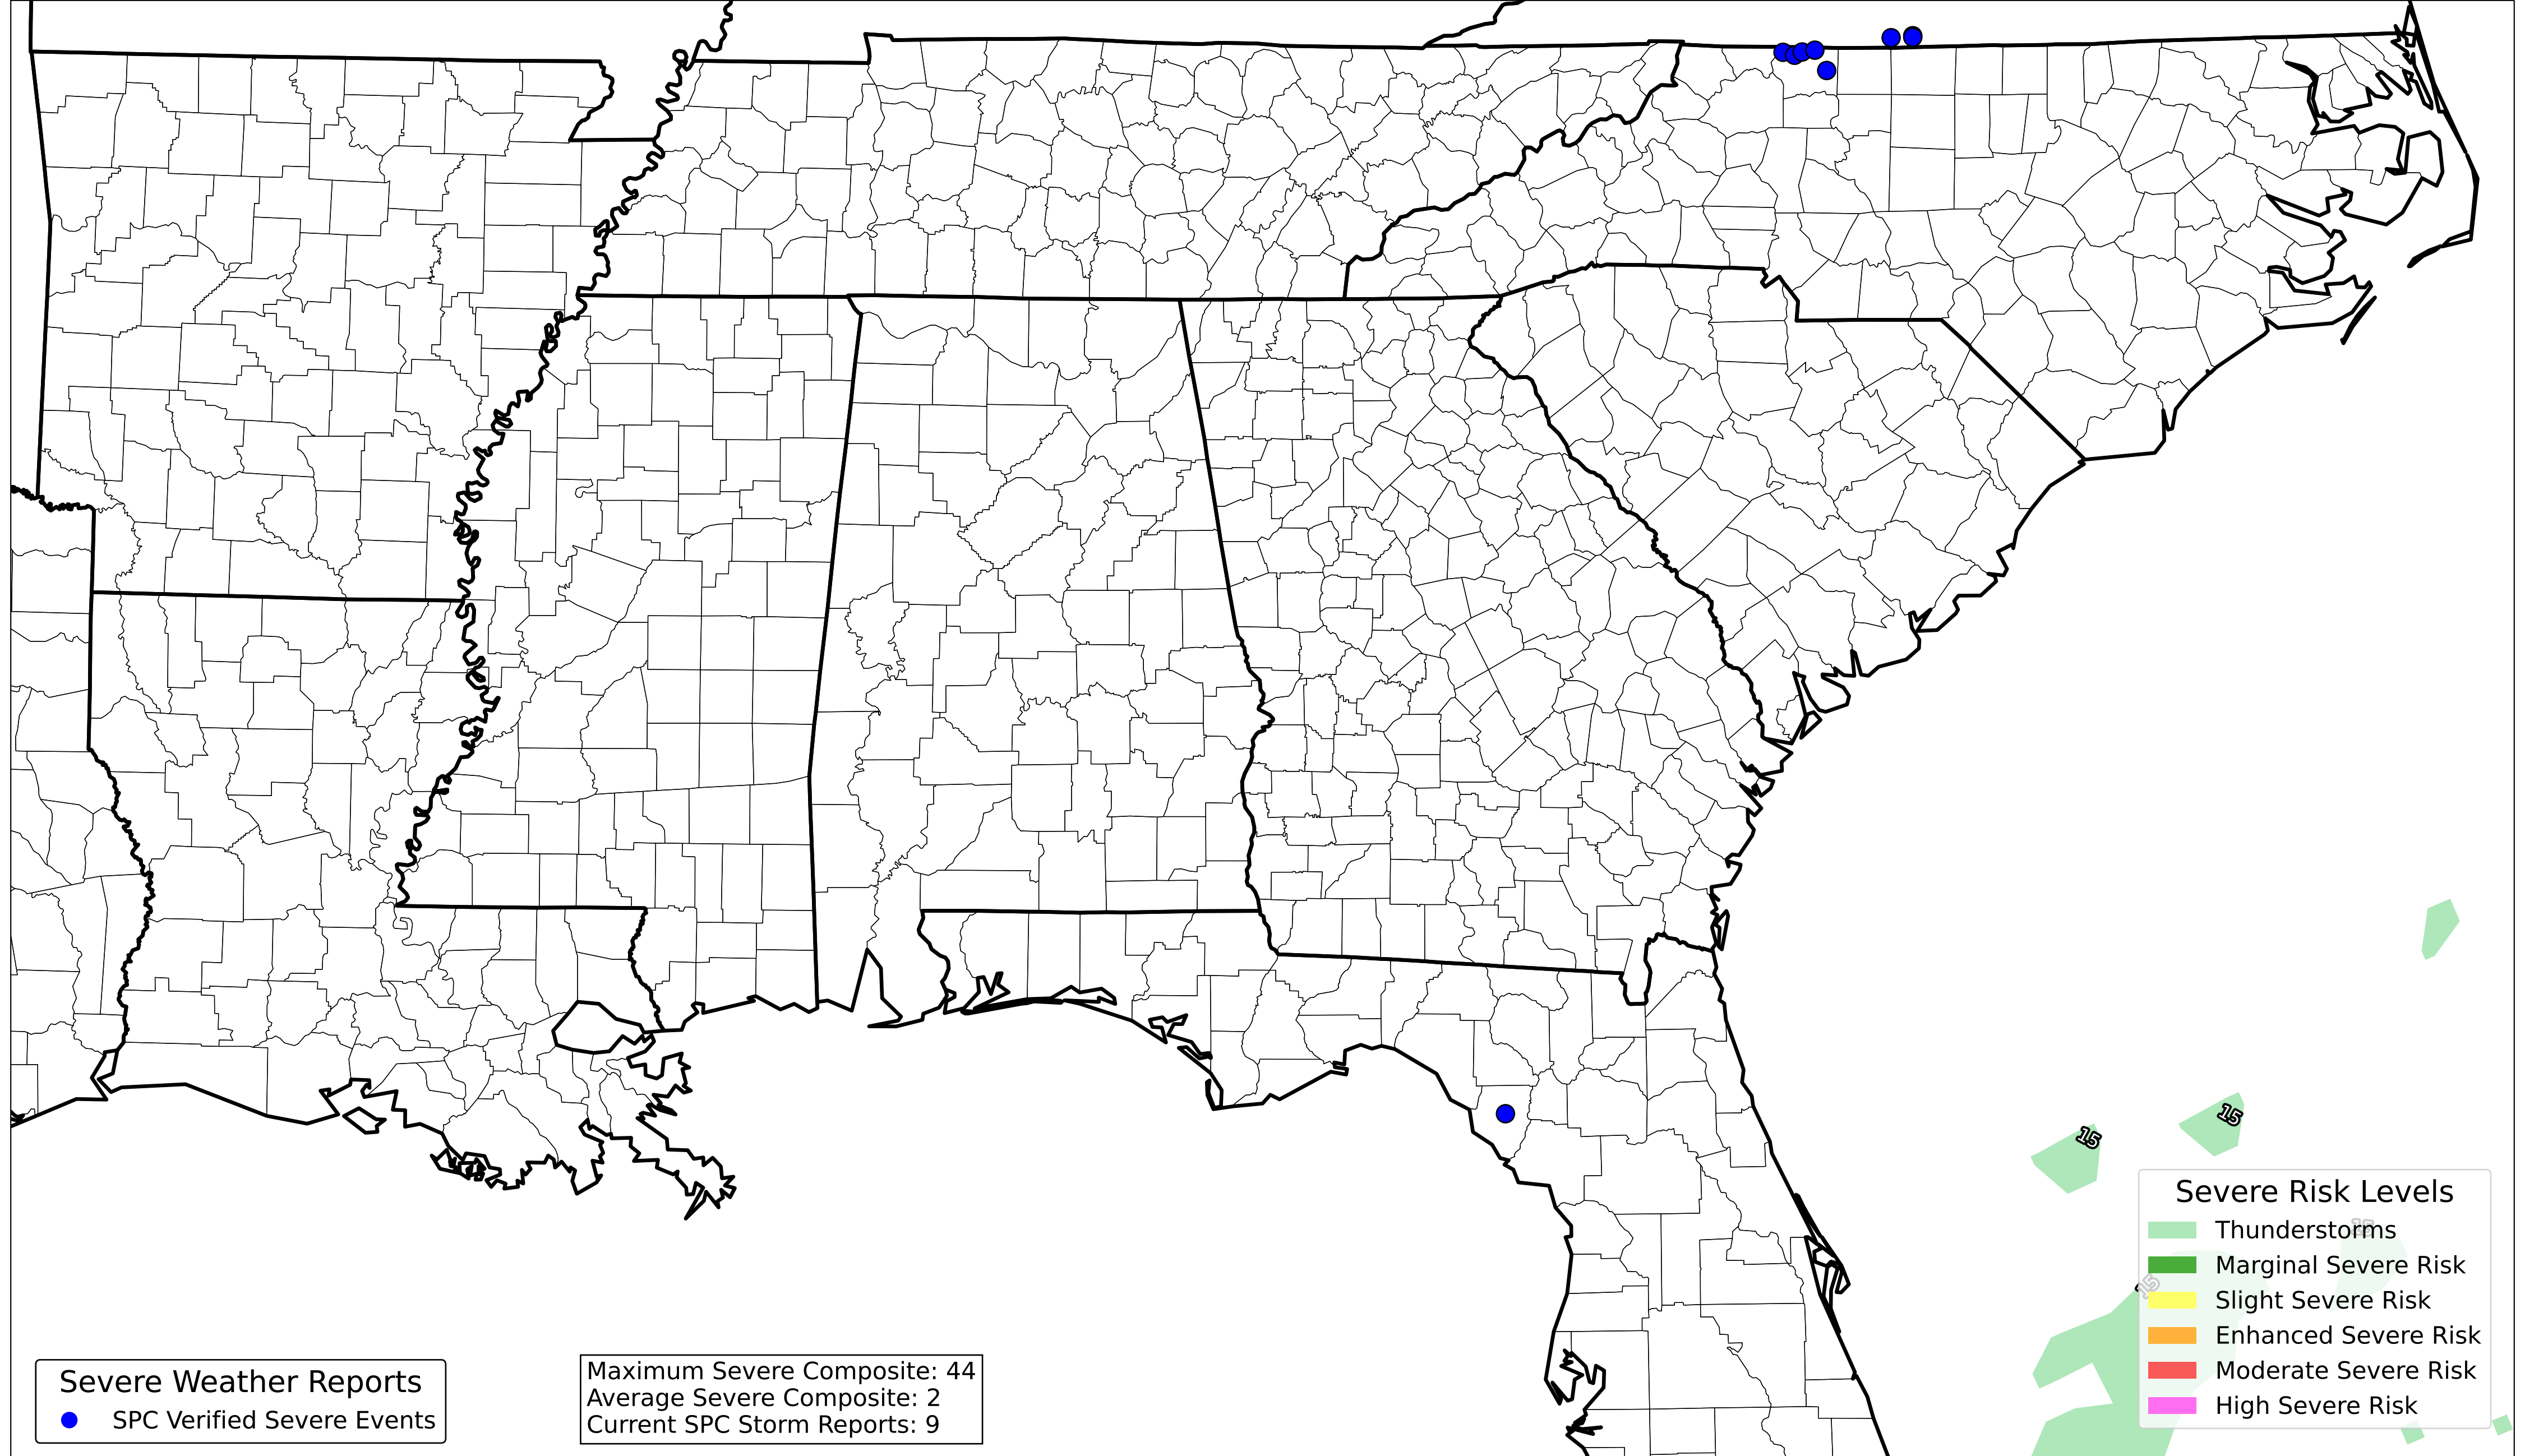 15
15
15
15
Severe Risk Levels
Thunderstorms
Marginal Severe Risk
Slight Severe Risk
Enhanced Severe Risk
Moderate Severe Risk
High Severe Risk
Severe Weather Reports
SPC Verified Severe Events
Maximum Severe Composite: 44
Average Severe Composite: 2
Current SPC Storm Reports: 9